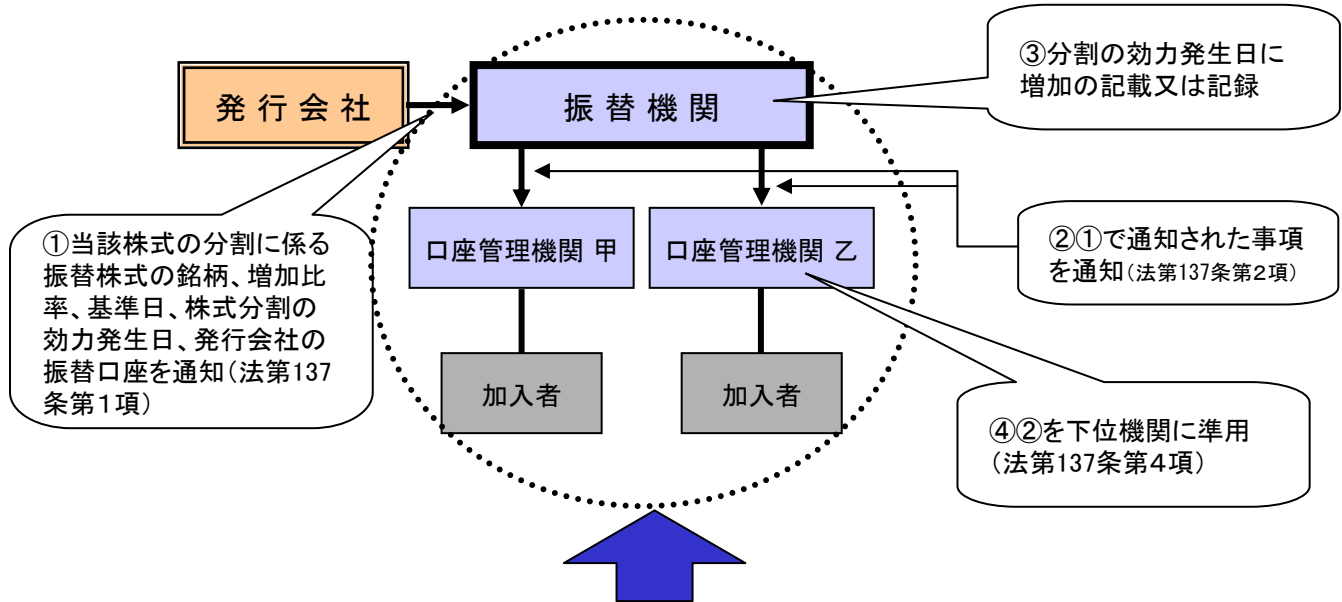 発行会社
振替機関
③分割の効力発生日に
増加の記載又は記録
①当該株式の分割に係る
振替株式の銘柄、増加比
率、基準日、株式分割の
効力発生日、発行会社の
振替口座を通知(法第137
条第1項)
口座管理機関 甲
口座管理機関 乙
②①で通知された事項
を通知(法第137条第2項)
加入者
加入者
④②を下位機関に準用
(法第137条第4項)